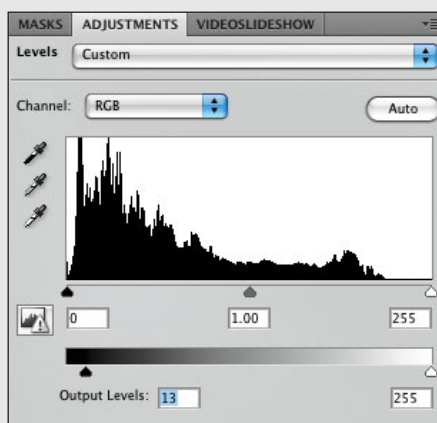 MASKS ADJUSTMENTS VIDEOSLIDESHOW
Levels Custom
Channel: RGB Auto
0 1.00 255
Output Levels: 13 255